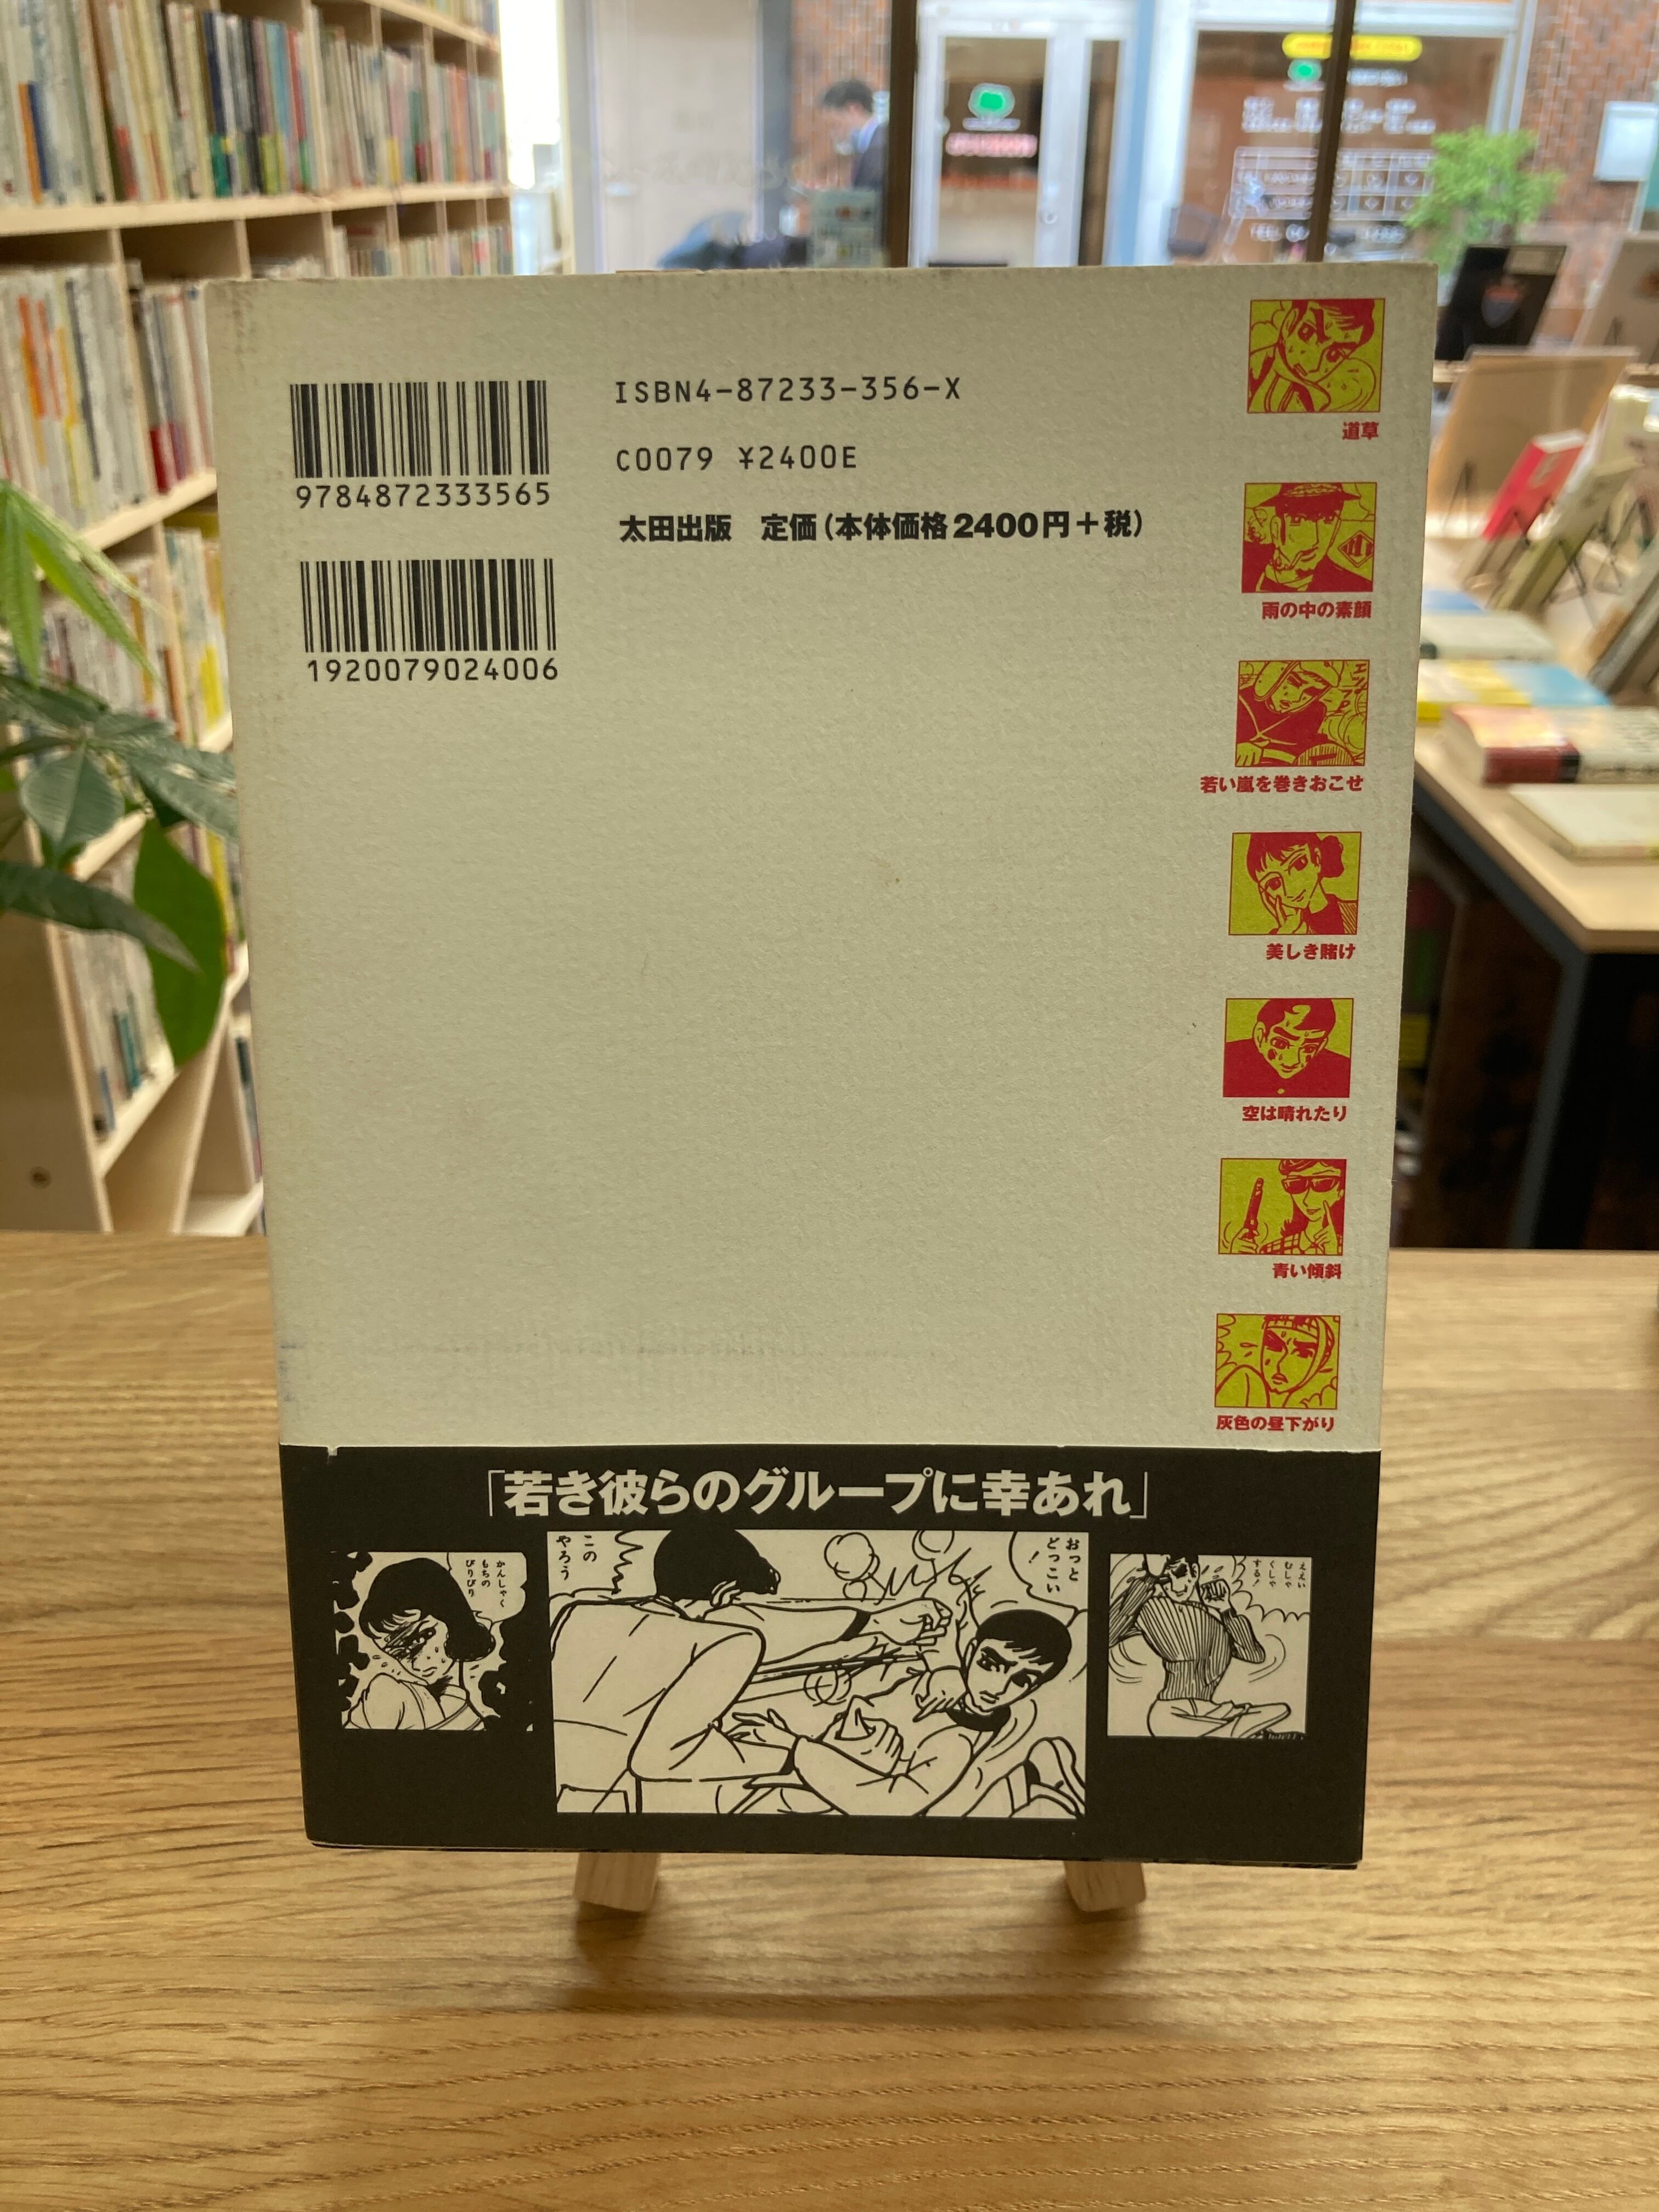 ISBN4-87233-356-X
C0079 ¥2400E
太田出版 定価(本体価格2400円+税)
9784872333565
1920079024006
道草
雨の中の素顔
若い嵐を巻きおこせ
美しき賭け
空は晴れたり
青い傾斜
灰色の昼下がり
「若き彼らのグループに幸あれ」
かんしゃく
もちの
ぴりぴり
おっと
どっこい
!
この
やろう
ええい
むしゃ
くしゃ
する!